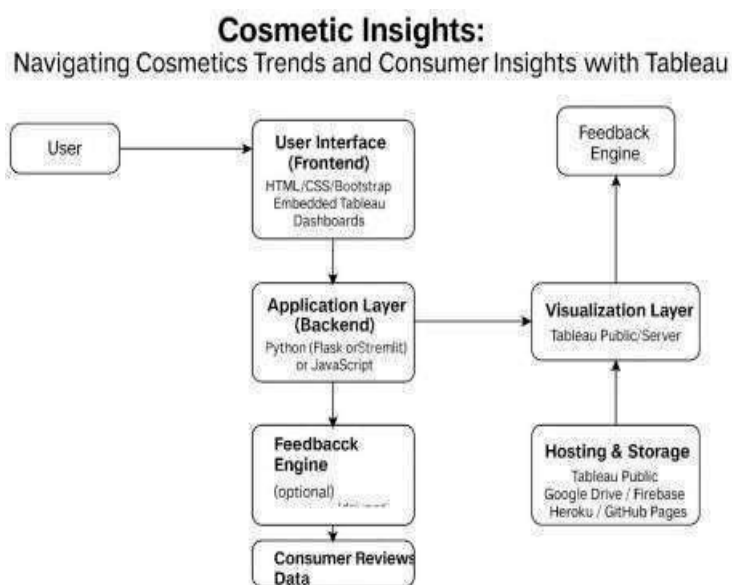 Cosmetic Insights:
Navigating Cosmetics Trends and Consumer Insights wwith Tableau
User
User Interface
(Frontend)
HTML/CSS/Bootstrap
Embedded Tableau
Dashboards
Feedback
Engine
Application Layer
(Backend)
Python (Flask orStremlit)
or JavaScript
Visualization Layer
Tableau Public/Server
Feedbacck
Engine
(optional)
Hosting & Storage
Tableau Public
Google Drive / Firebase
Heroku / GitHub Pages
Consumer Reviews
Data